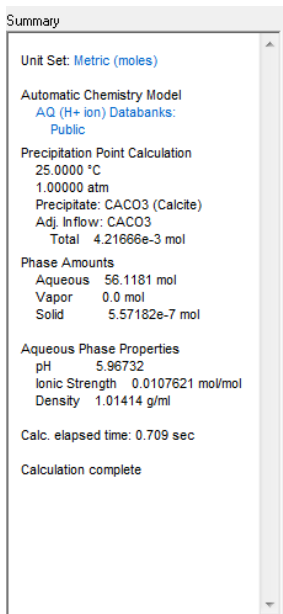 Summary
Unit Set: Metric (moles)
Automatic Chemistry Model
AQ (H+ ion) Databanks:
Public
Precipitation Point Calculation
25.0000 °C
1.00000 atm
Precipitate: CACO3 (Calcite)
Adj. Inflow: CACO3
Total 4.21666e-3 mol
Phase Amounts
Aqueous 56.1181 mol
Vapor 0.0 mol
Solid 5.57182e-7 mol
Aqueous Phase Properties
pH 5.96732
Ionic Strength 0.0107621 mol/mol
Density 1.01414 g/ml
Calc. elapsed time: 0.709 sec
Calculation complete